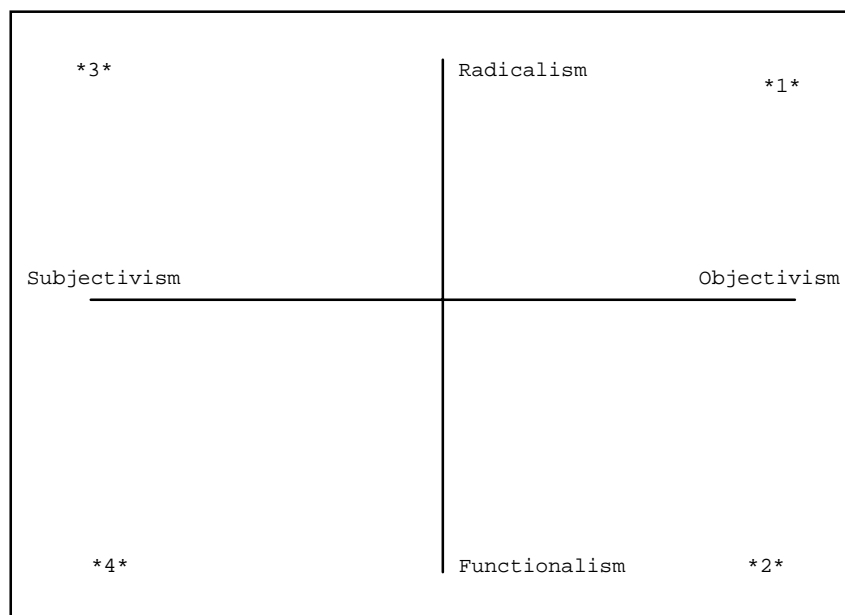 *3*
Radicalism
*1*
Subjectivism
Objectivism
*4*
Functionalism
*2*